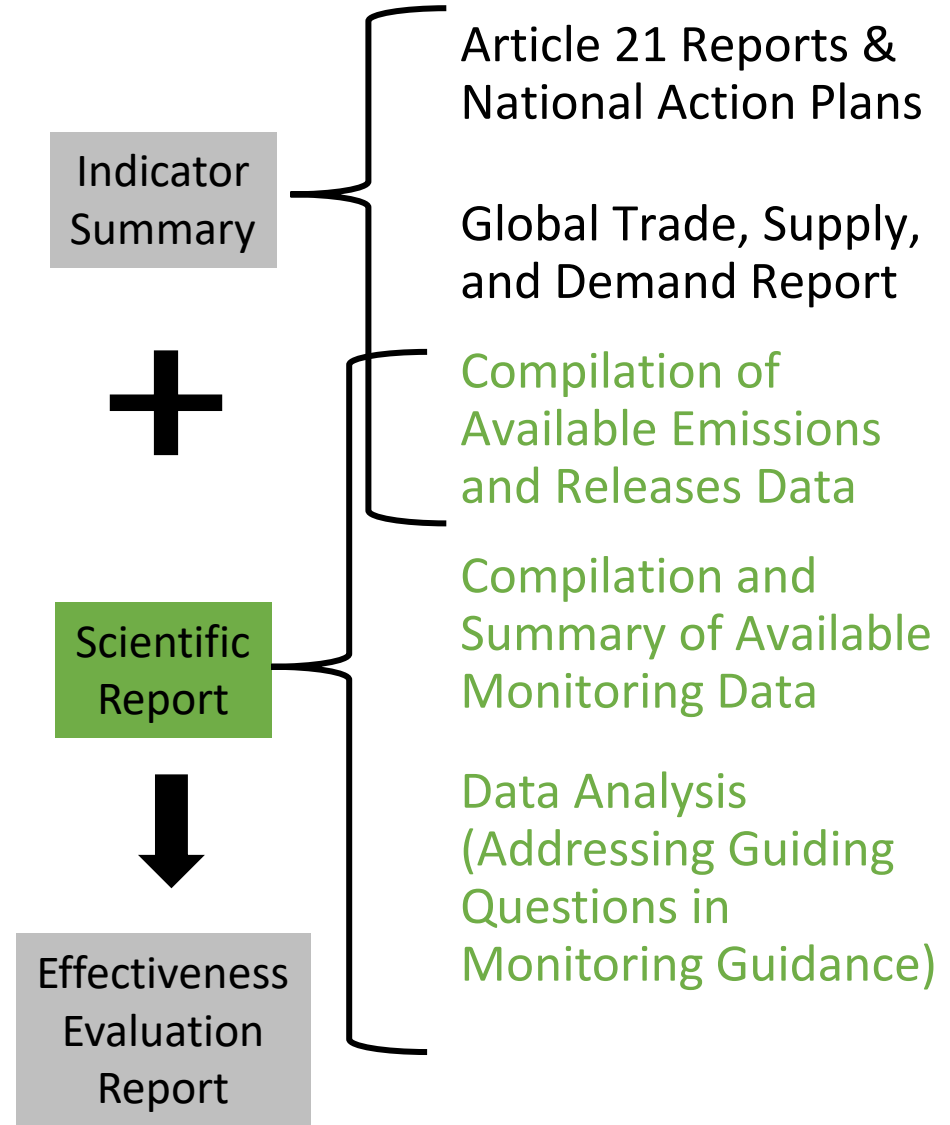 Indicator
Summary
Scientific
Report
Effectiveness
Evaluation
Report
Article 21 Reports &
National Action Plans
Global Trade, Supply,
and Demand Report
Compilation of
Available Emissions
and Releases Data
Compilation and
Summary of Available
Monitoring Data
Data Analysis
(Addressing Guiding
Questions in
Monitoring Guidance)